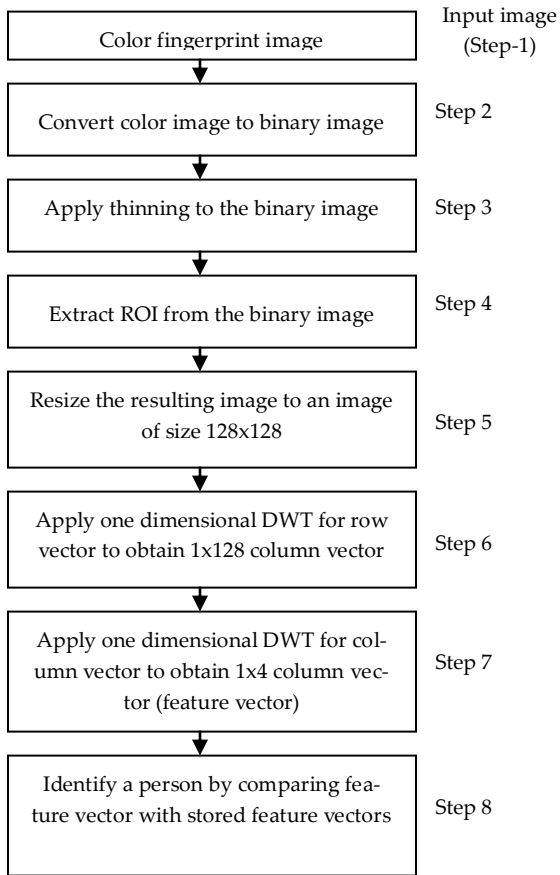 Input image
(Step-1)
Color fingerprint image
Convert color image to binary image
Step 2
Apply thinning to the binary image
Step 3
Extract ROI from the binary image
Step 4
Resize the resulting image to an image
of size 128x128
Step 5
Apply one dimensional DWT for row
vector to obtain 1x128 column vector
Step 6
Apply one dimensional DWT for col-
umn vector to obtain 1x4 column vec-
tor (feature vector)
Step 7
Identify a person by comparing fea-
ture vector with stored feature vectors
Step 8